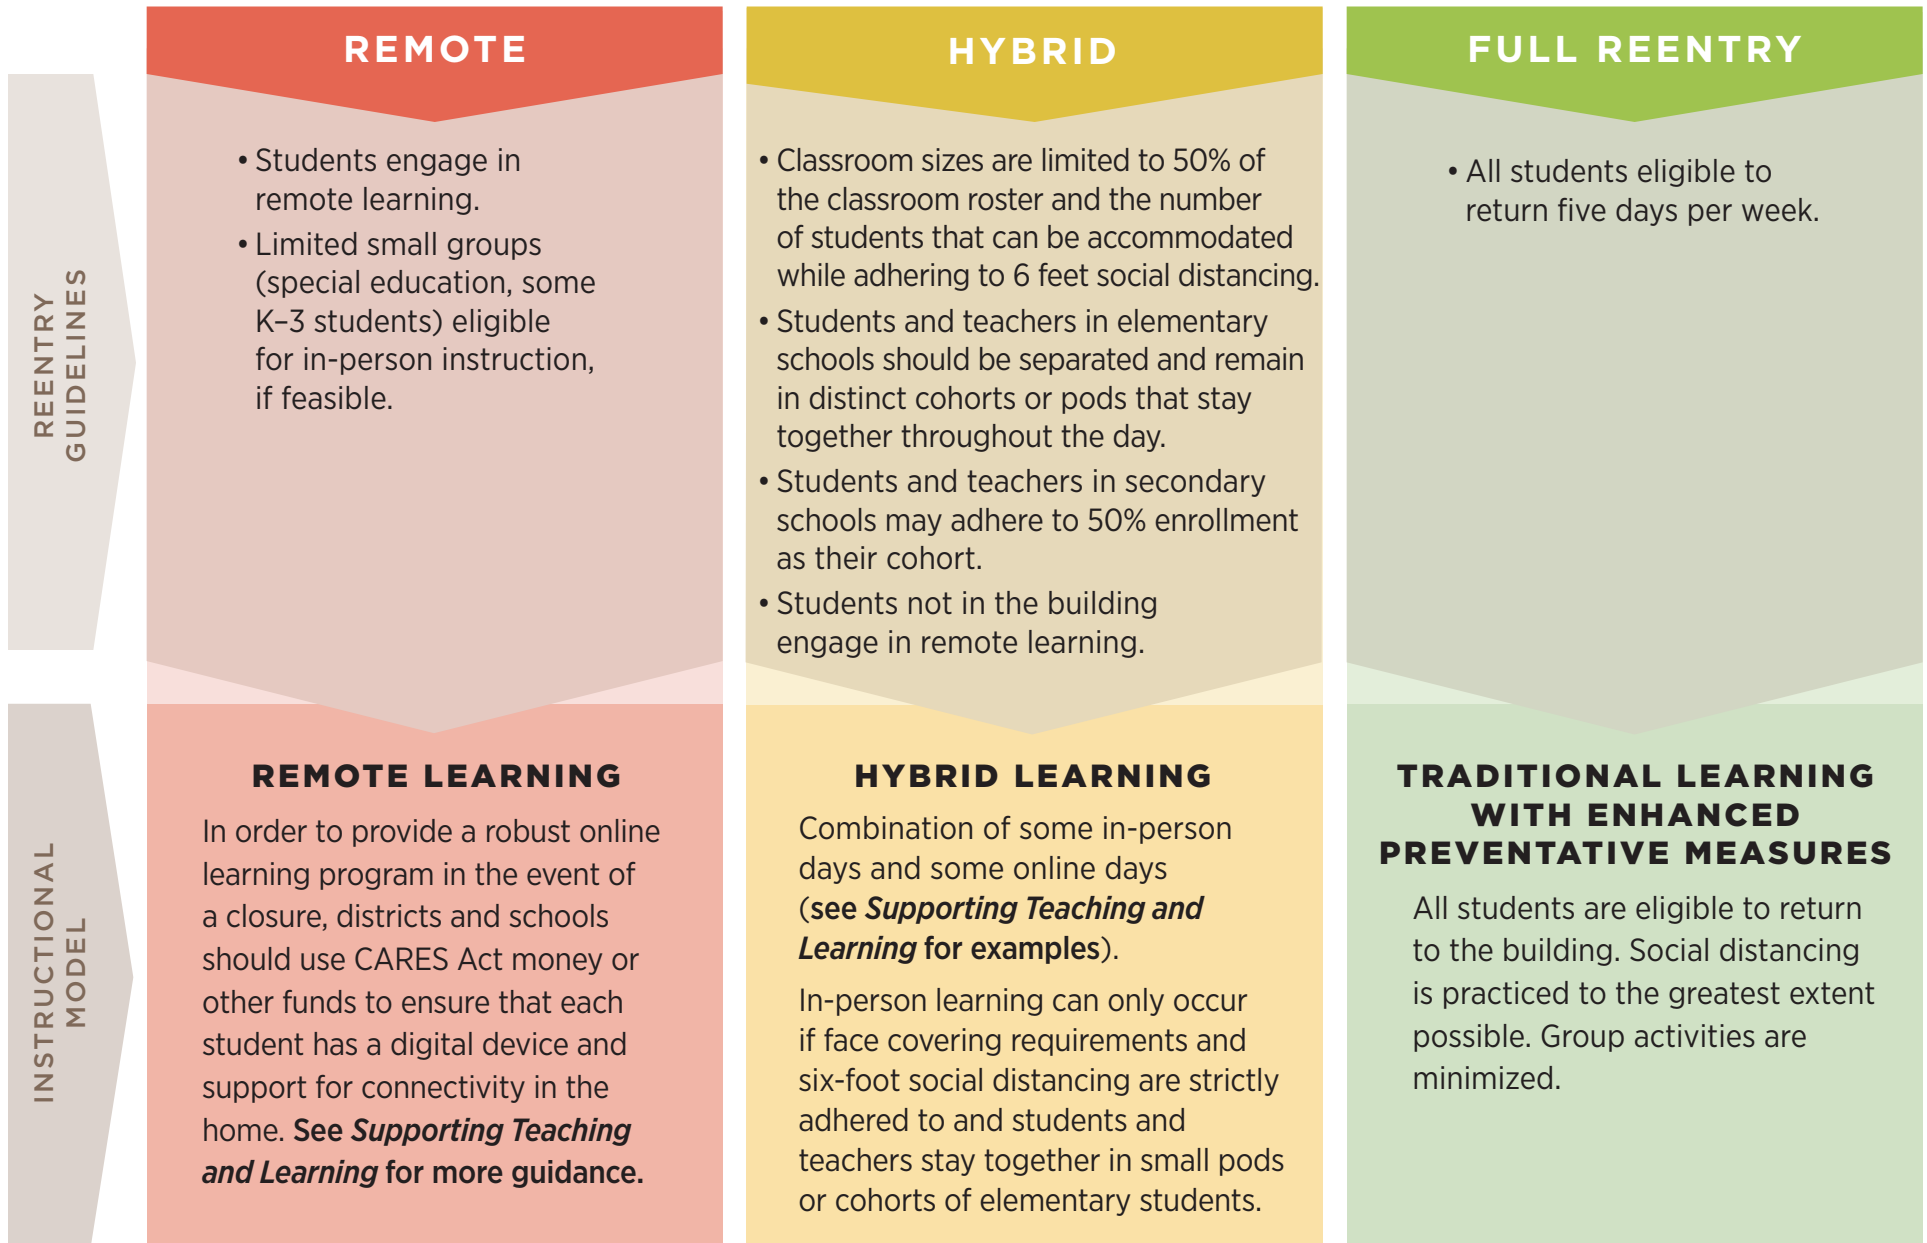 REMOTE
HYBRID
FULL REENTRY
REENTRY
GUIDELINES
• Students engage in
remote learning.
• Limited small groups
(special education, some
K–3 students) eligible
for in-person instruction,
if feasible.
• Classroom sizes are limited to 50% of
the classroom roster and the number
of students that can be accommodated
while adhering to 6 feet social distancing.
• Students and teachers in elementary
schools should be separated and remain
in distinct cohorts or pods that stay
together throughout the day.
• Students and teachers in secondary
schools may adhere to 50% enrollment
as their cohort.
• Students not in the building
engage in remote learning.
• All students eligible to
return five days per week.
INSTRUCTIONAL
MODEL
REMOTE LEARNING
In order to provide a robust online
learning program in the event of
a closure, districts and schools
should use CARES Act money or
other funds to ensure that each
student has a digital device and
support for connectivity in the
home. See Supporting Teaching
and Learning for more guidance.
HYBRID LEARNING
Combination of some in-person
days and some online days
(see Supporting Teaching and
Learning for examples).
In-person learning can only occur
if face covering requirements and
six-foot social distancing are strictly
adhered to and students and
teachers stay together in small pods
or cohorts of elementary students.
TRADITIONAL LEARNING
WITH ENHANCED
PREVENTATIVE MEASURES
All students are eligible to return
to the building. Social distancing
is practiced to the greatest extent
possible. Group activities are
minimized.